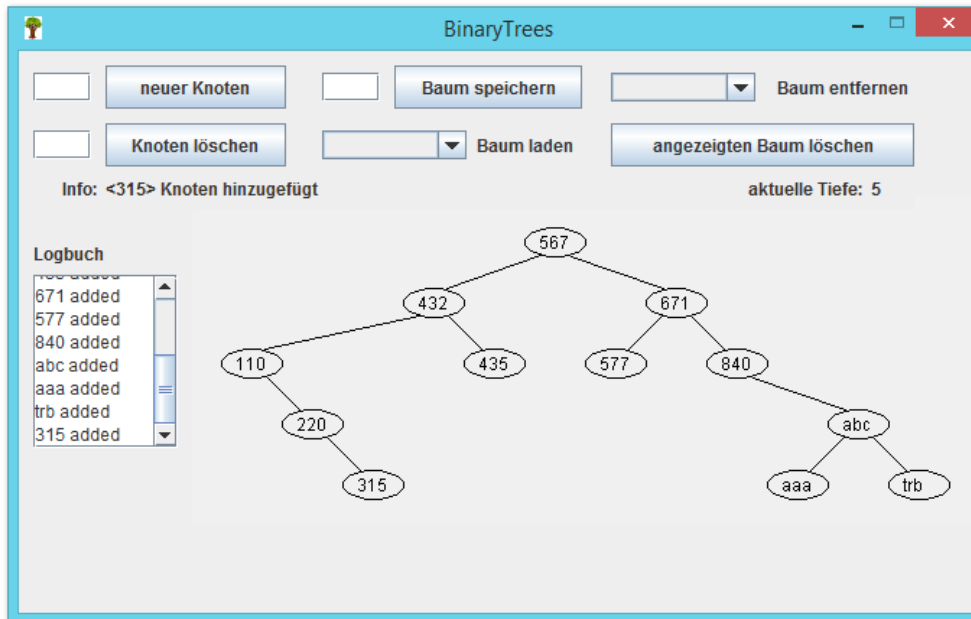 BinaryTrees
neuer Knoten Baum speichern Baum entfernen
Knoten löschen Baum laden angezeigten Baum löschen
Info: <315> Knoten hinzugefügt aktuelle Tiefe: 5
Logbuch
671 added
577 added
840 added
abc added
aaa added
trb added
315 added
567
432 671
110 435 577 840
220 abc
315 aaa trb